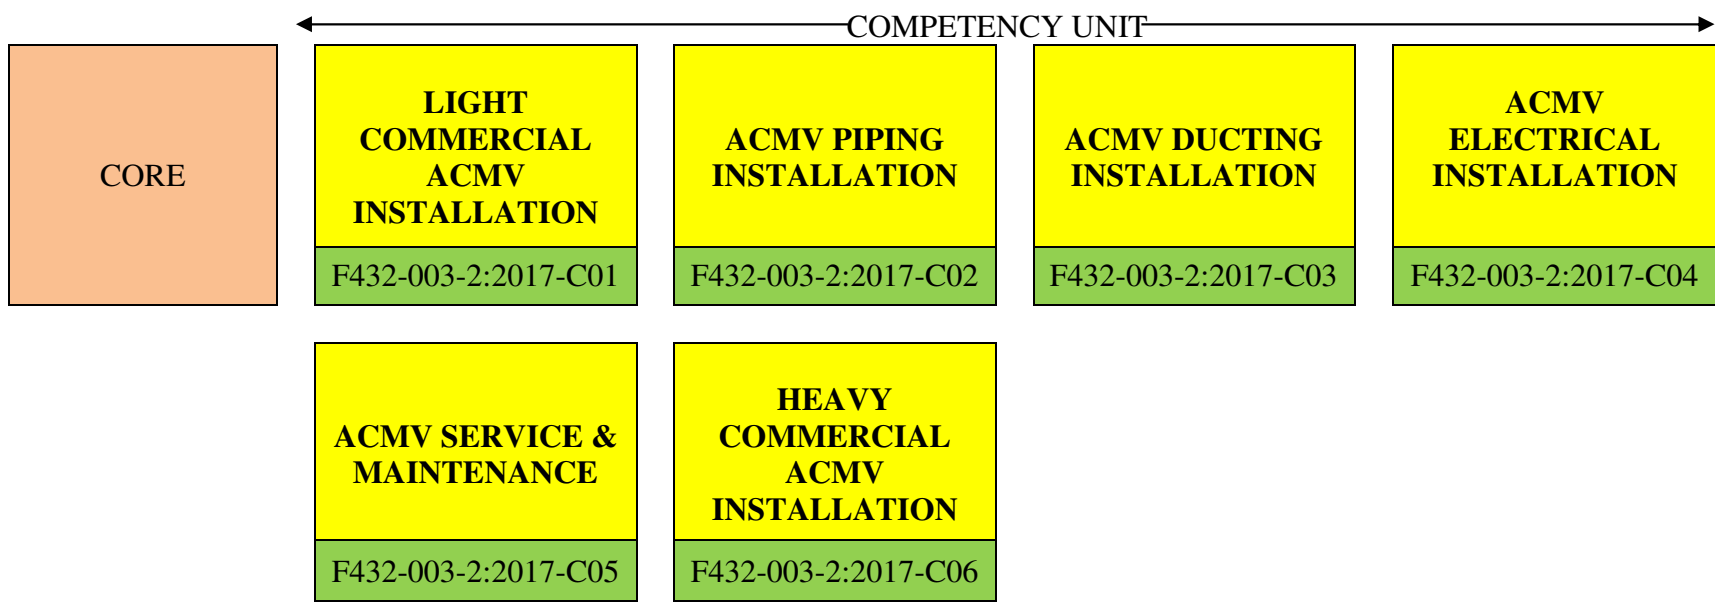 COMPETENCY UNIT
CORE
LIGHT
COMMERCIAL
ACMV
INSTALLATION
F432-003-2:2017-C01
ACMV PIPING
INSTALLATION
F432-003-2:2017-C02
ACMV DUCTING
INSTALLATION
F432-003-2:2017-C03
ACMV
ELECTRICAL
INSTALLATION
F432-003-2:2017-C04
ACMV SERVICE &
MAINTENANCE
F432-003-2:2017-C05
HEAVY
COMMERCIAL
ACMV
INSTALLATION
F432-003-2:2017-C06